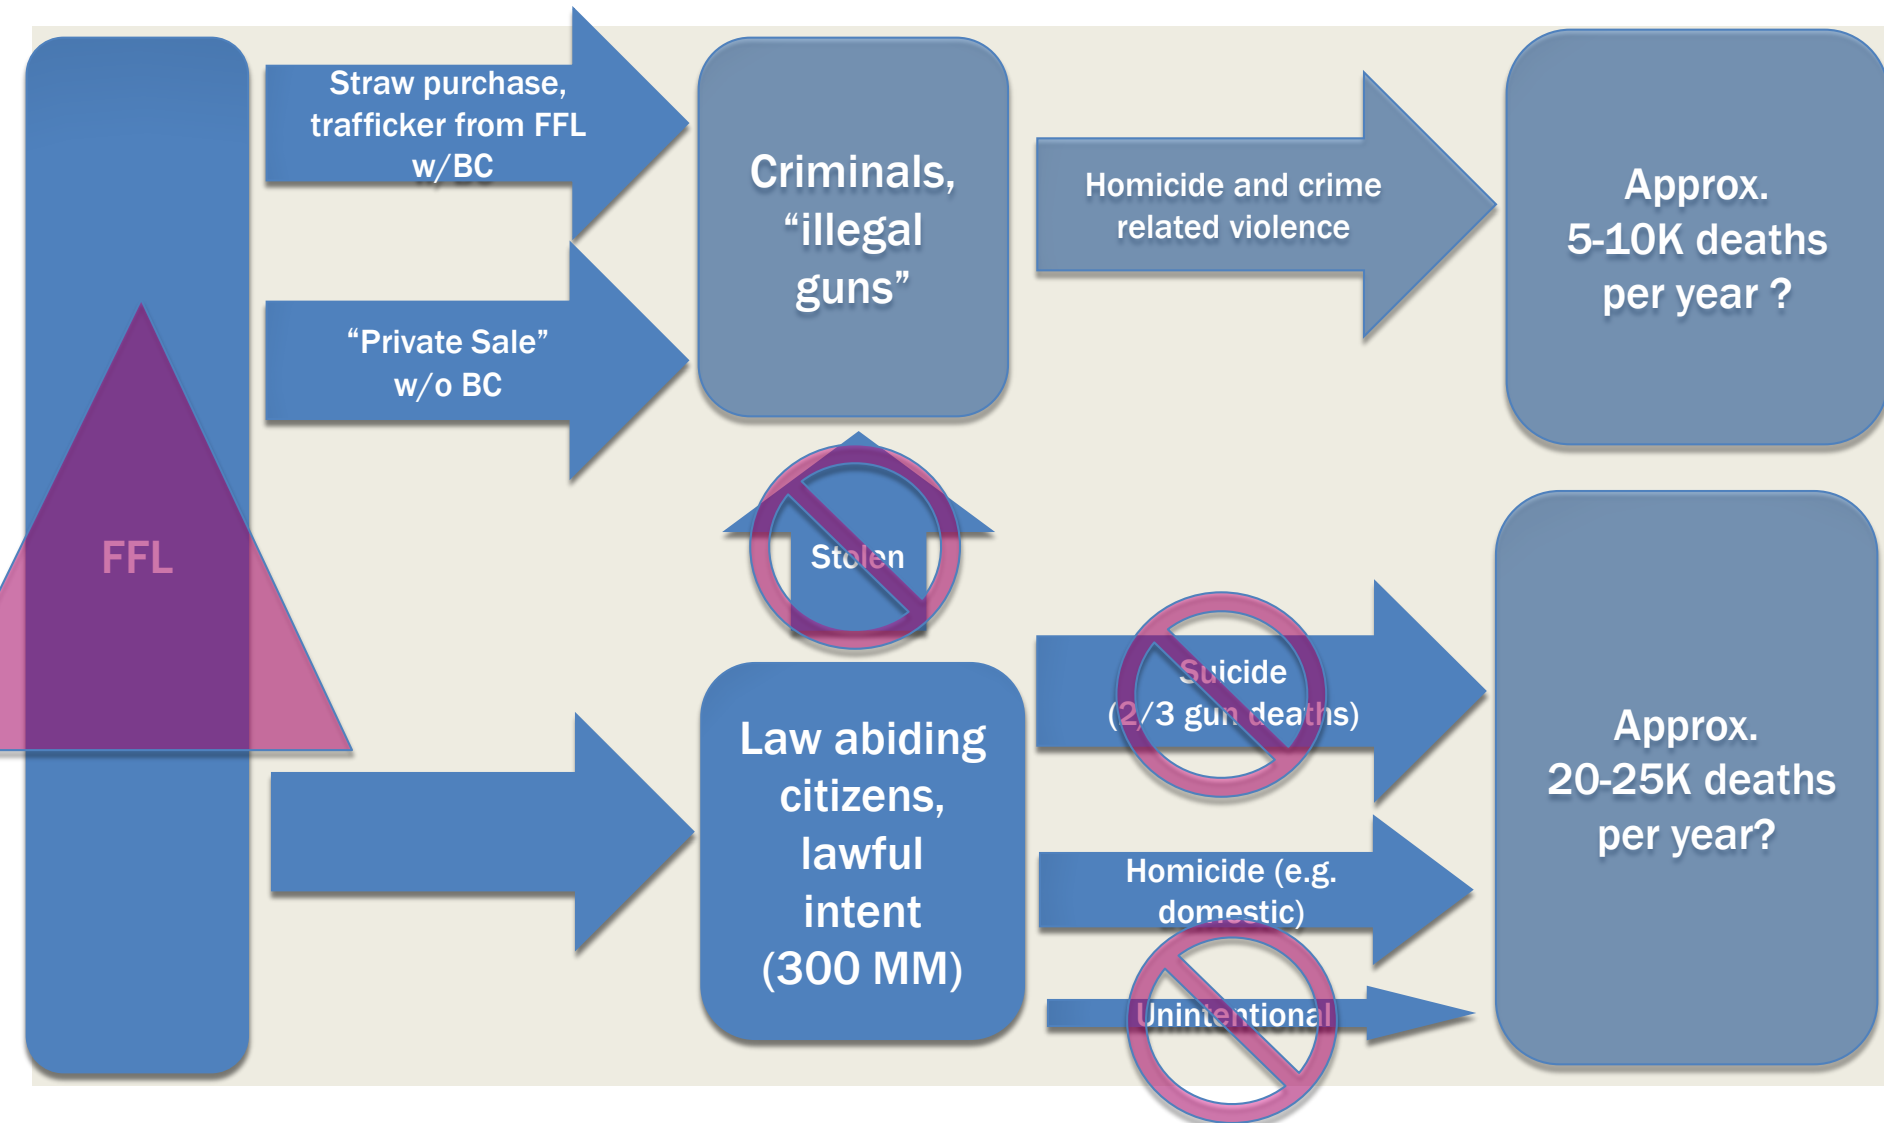 FFL
Straw purchase,
trafficker from FFL
w/BC
“Private Sale”
w/o BC
Criminals,
“illegal
guns”
Homicide and crime
related violence
Approx.
5-10K deaths
per year ?
Stolen
Law abiding
citizens,
lawful
intent
(300 MM)
Suicide
(2/3 gun deaths)
Homicide (e.g.
domestic)
Unintentional
Approx.
20-25K deaths
per year?